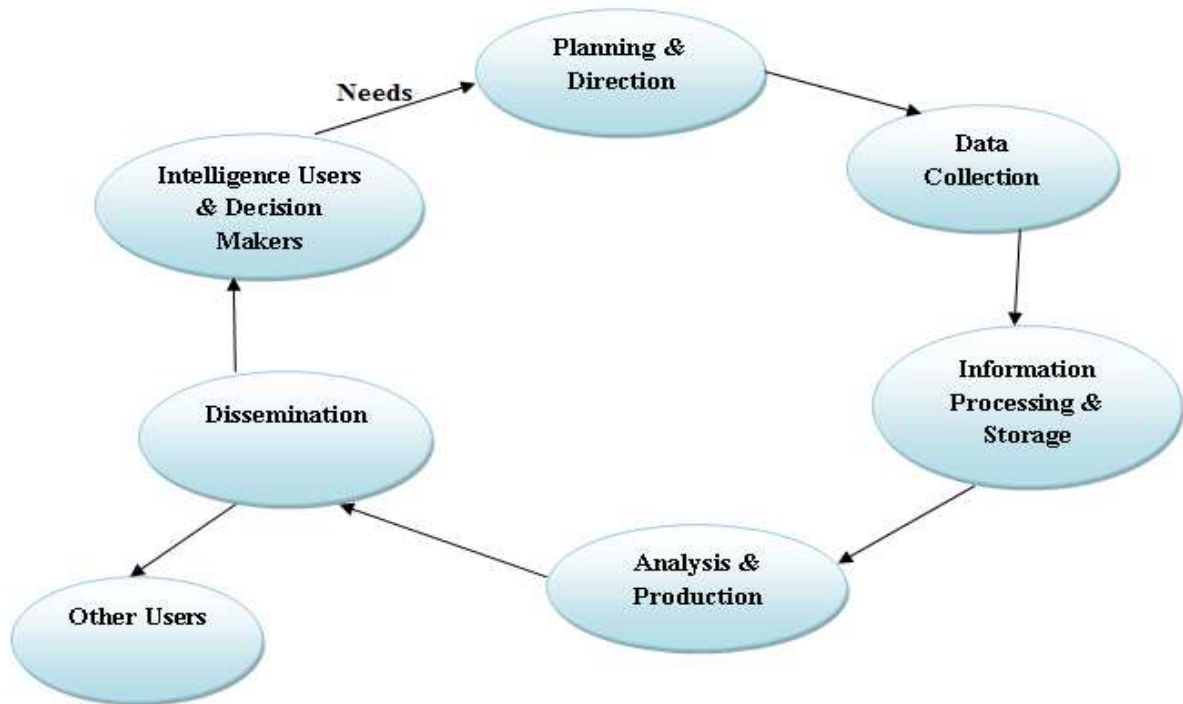 Planning &
Direction
Needs
Data
Collection
Intelligence Users
& Decision
Makers
Information
Processing &
Storage
Dissemination
Analysis &
Production
Other Users